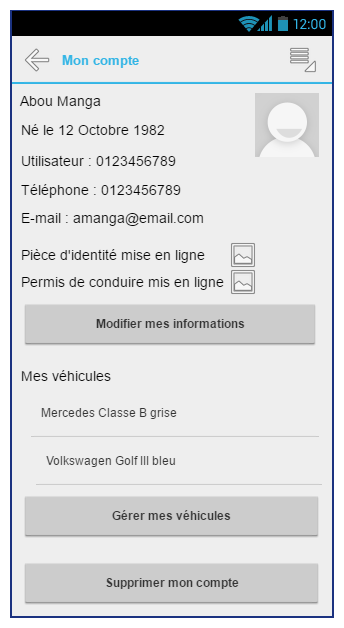 12:00
Mon compte
Abou Manga
Né le 12 Octobre 1982
Utilisateur : 0123456789
Téléphone : 0123456789
E-mail : amanga@email.com
Pièce d'identité mise en ligne
Permis de conduire mis en ligne
Modifier mes informations
Mes véhicules
Mercedes Classe B grise
Volkswagen Golf III bleu
Gérer mes véhicules
Supprimer mon compte